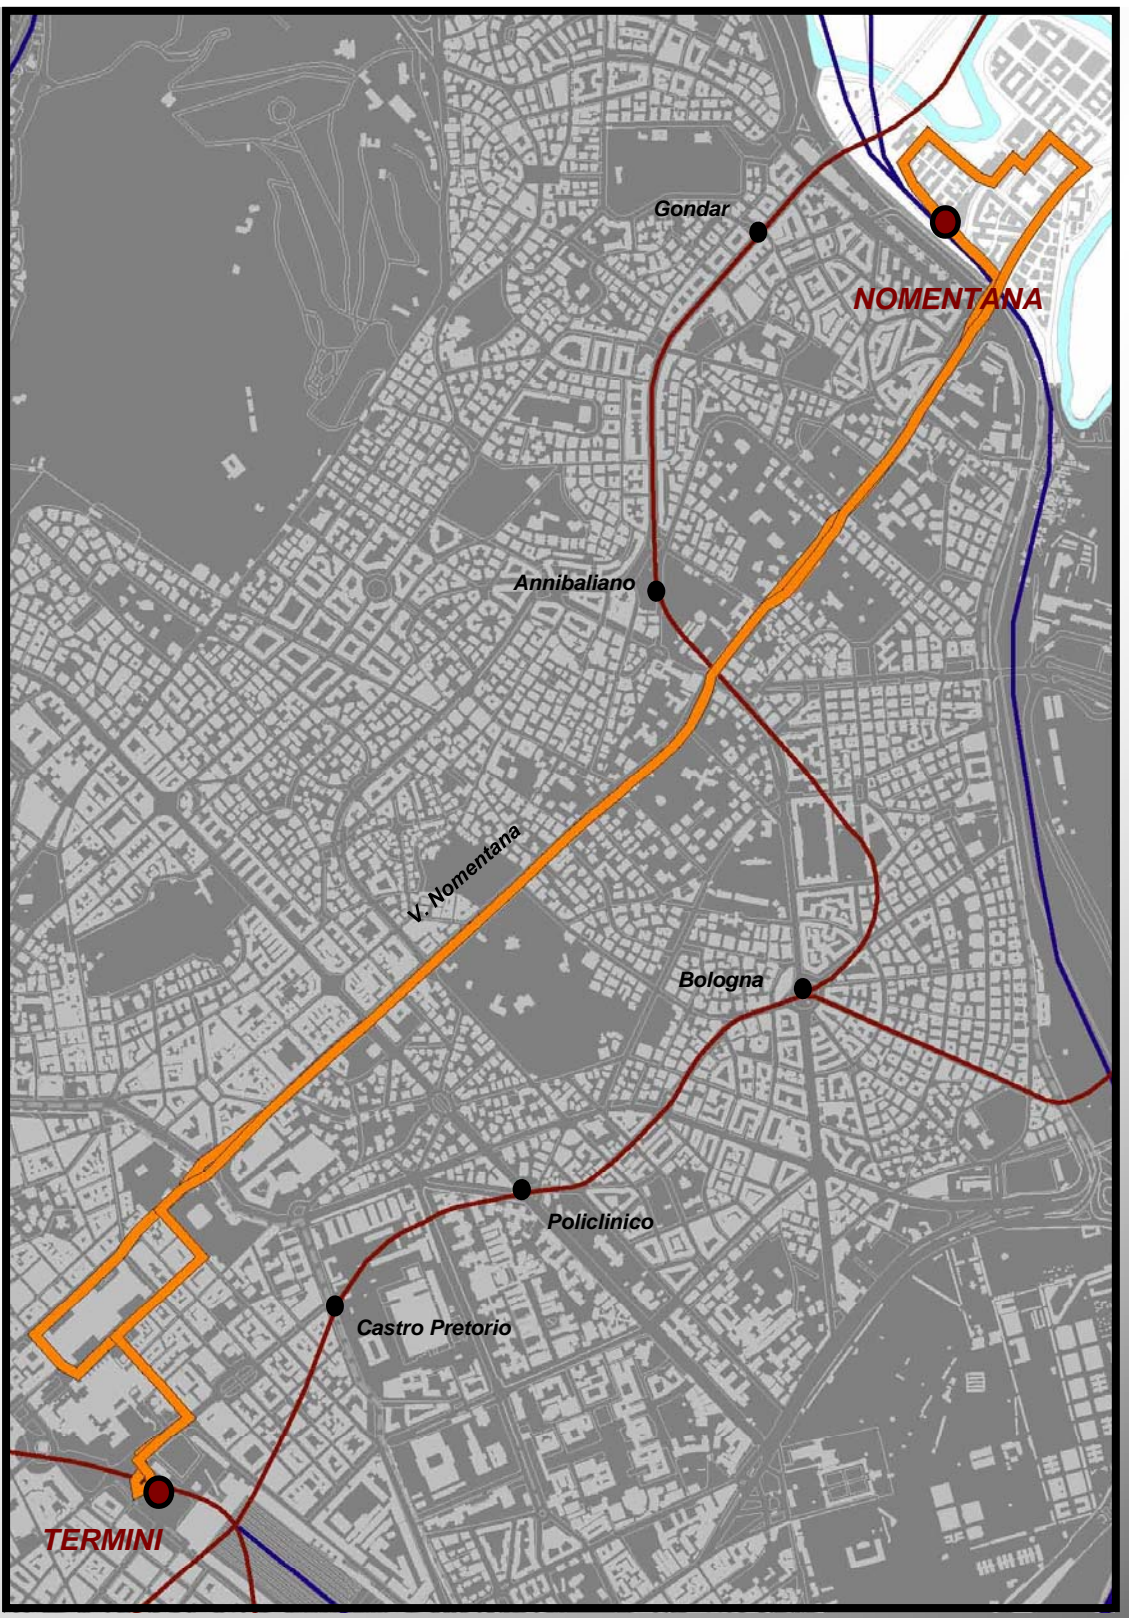 Gondar
NOMENTANA
Annibaliano
V. Nomentana
Bologna
Policlinico
Castro Pretorio
TERMINI